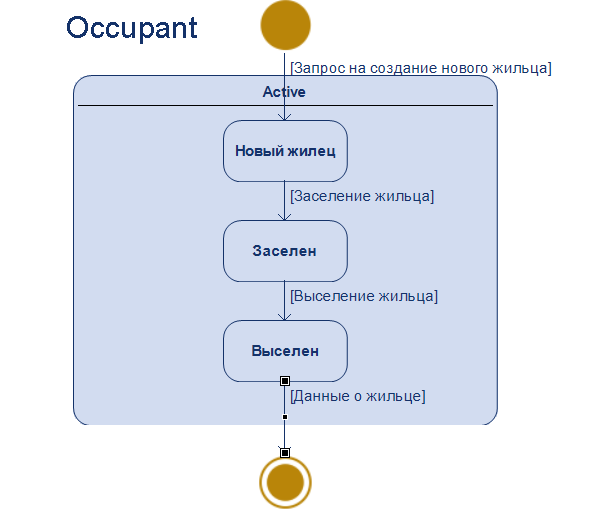 Occupant
[Запрос на создание нового жильца]
Active
Новый жилец
[Заселение жильца]
Заселен
[Выселение жильца]
Выселен
[Данные о жильце]